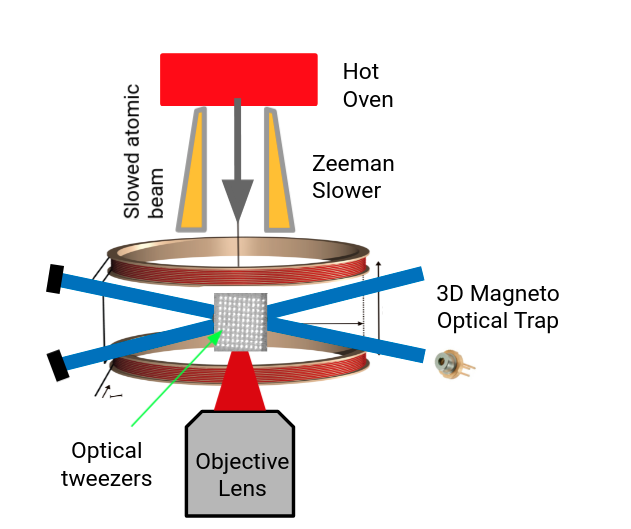 Hot
Oven
Slowed atomic
beam
Zeeman
Slower
3D Magneto
Optical Trap
Optical
tweezers
Objective
Lens